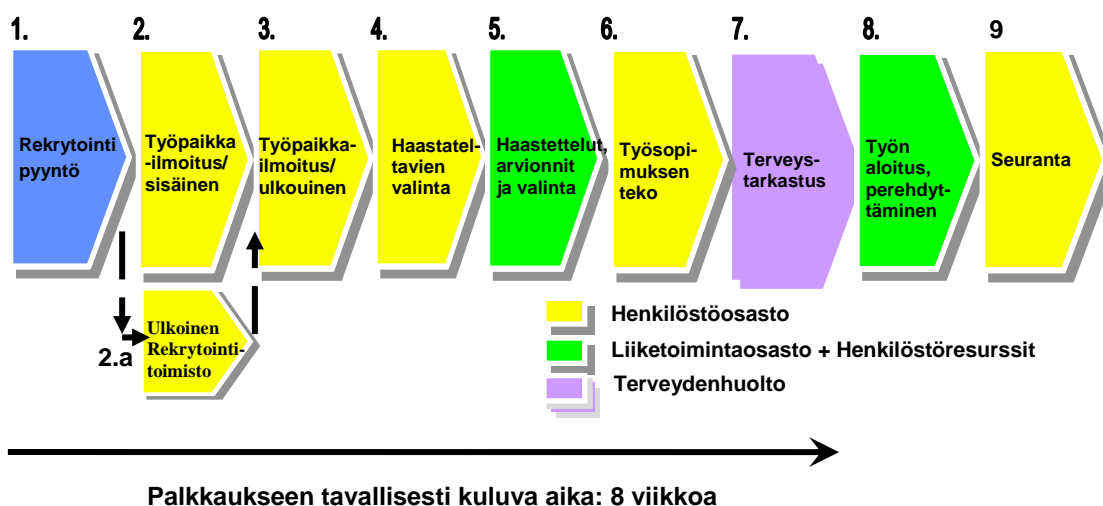 1. 2. 3. 4. 5. 6. 7. 8. 9
Rekrytointi
pyyntö
Työpaikka
-ilmoitus/
sisäinen
Työpaikka-
ilmoitus/
ulkouinen
Haastatel-
tavien
valinta
Haastettelut,
arvionnit
ja valinta
Työsopi-
muksen
teko
Terveys-
tarkastus
Työn
aloitus,
perehdyt-
täminen
Seuranta
2.a
Ulkoinen
Rekrytointi-
toimisto
Henkilöstöosasto
Liiketoimintaosasto + Henkilöstöresurssit
Terveydenhuolto
Palkkaukseen tavallisesti kuluva aika: 8 viikkoa